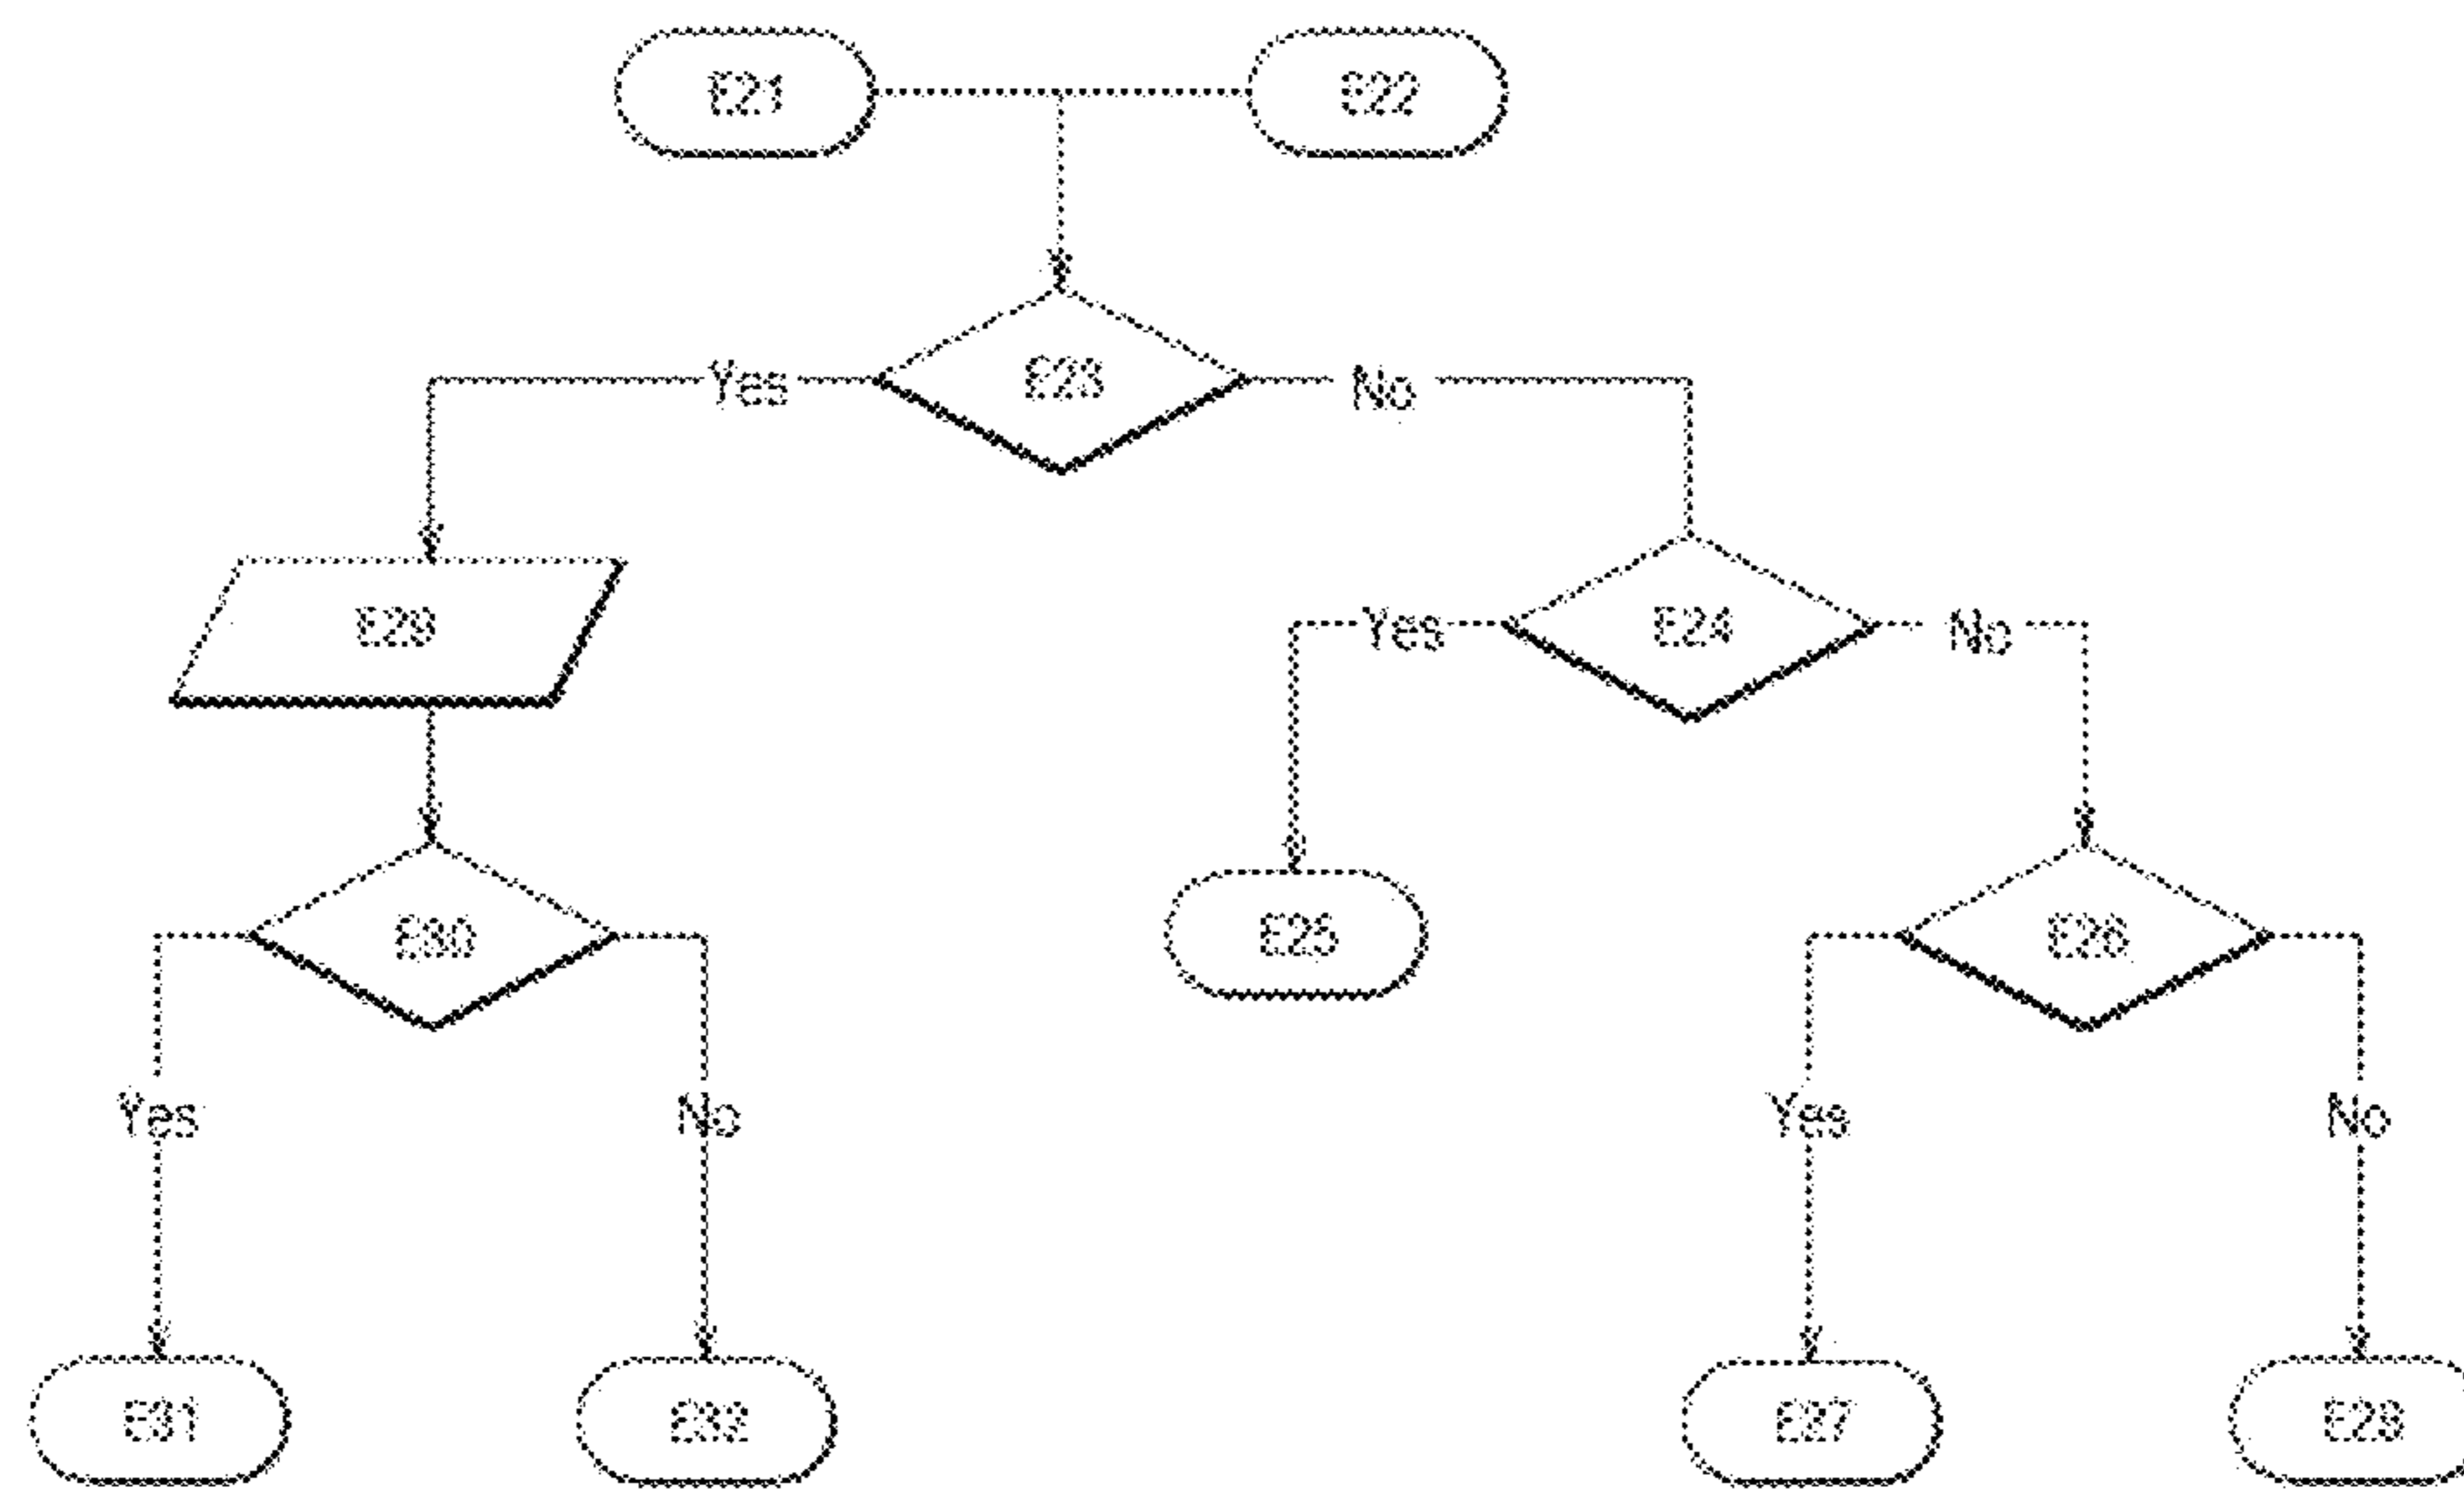 E21 E22
E23
Yes No
E29 E24
Yes No
E30 E25 E26
Yes No Yes No
E31 E32 E27 E28